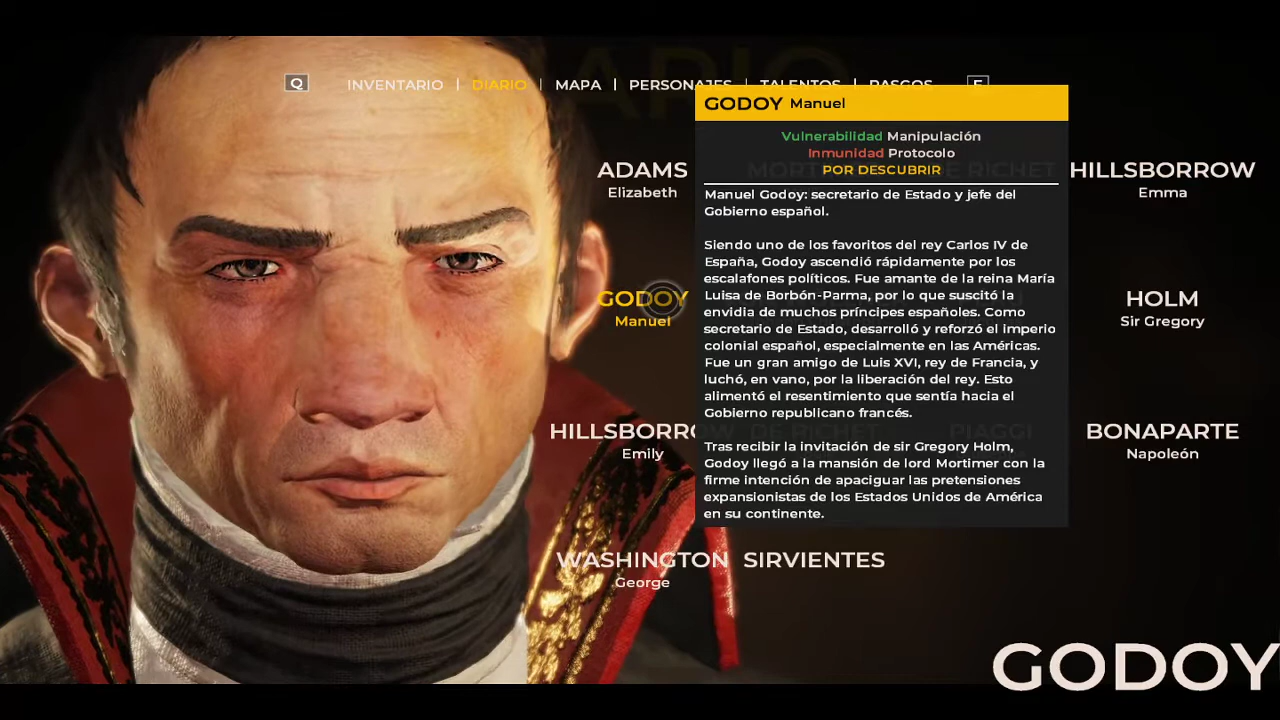 Q INVENTARIO | DIARIO | MAPA | PERSONAJES | TALENTOS | RASGOS
GODOY Manuel
Vulnerabilidad Manipulación
Inmunidad Protocolo
POR DESCUBRIR
Manuel Godoy: secretario de Estado y jefe del
Gobierno español.
Siendo uno de los favoritos del rey Carlos IV de
España, Godoy ascendió rápidamente por los
escalafones políticos. Fue amante de la reina María
Luisa de Borbón-Parma, por lo que suscitó la
envidia de muchos príncipes españoles. Como
secretario de Estado, desarrolló y reforzó el imperio
colonial español, especialmente en las Américas.
Fue un gran amigo de Luis XVI, rey de Francia, y
luchó, en vano, por la liberación del rey. Esto
alimentó el resentimiento que sentía hacia el
Gobierno republicano francés.
Tras recibir la invitación de sir Gregory Holm,
Godoy llegó a la mansión de lord Mortimer con la
firme intención de apaciguar las pretensiones
expansionistas de los Estados Unidos de América
en su continente.
ADAMS
Elizabeth
DE RICHET
HILLSBORROW
Emma
GODOY
Manuel
HOLM
Sir Gregory
HILLSBORROW
Emily
DE RICHET
PIAGGI
BONAPARTE
Napoleón
WASHINGTON
George
SIRVIENTES
GODOY